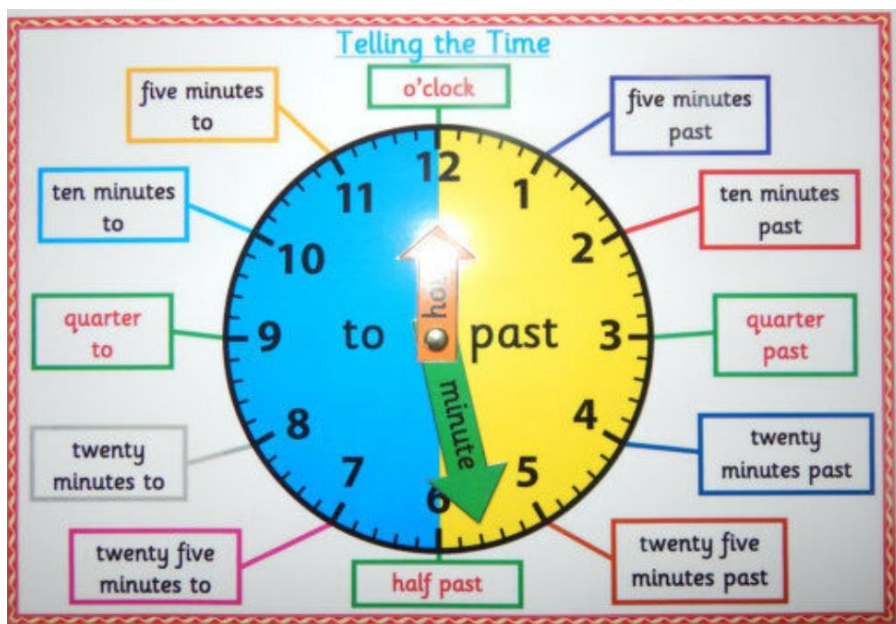 Telling the Time
o'clock
five minutes
past
ten minutes
past
quarter
past
twenty
minutes past
twenty five
minutes past
half past
twenty five
minutes to
twenty
minutes to
quarter
to
ten minutes
to
five minutes
to
12
1
2
3
4
5
6
7
8
9
10
11
to
past
minute